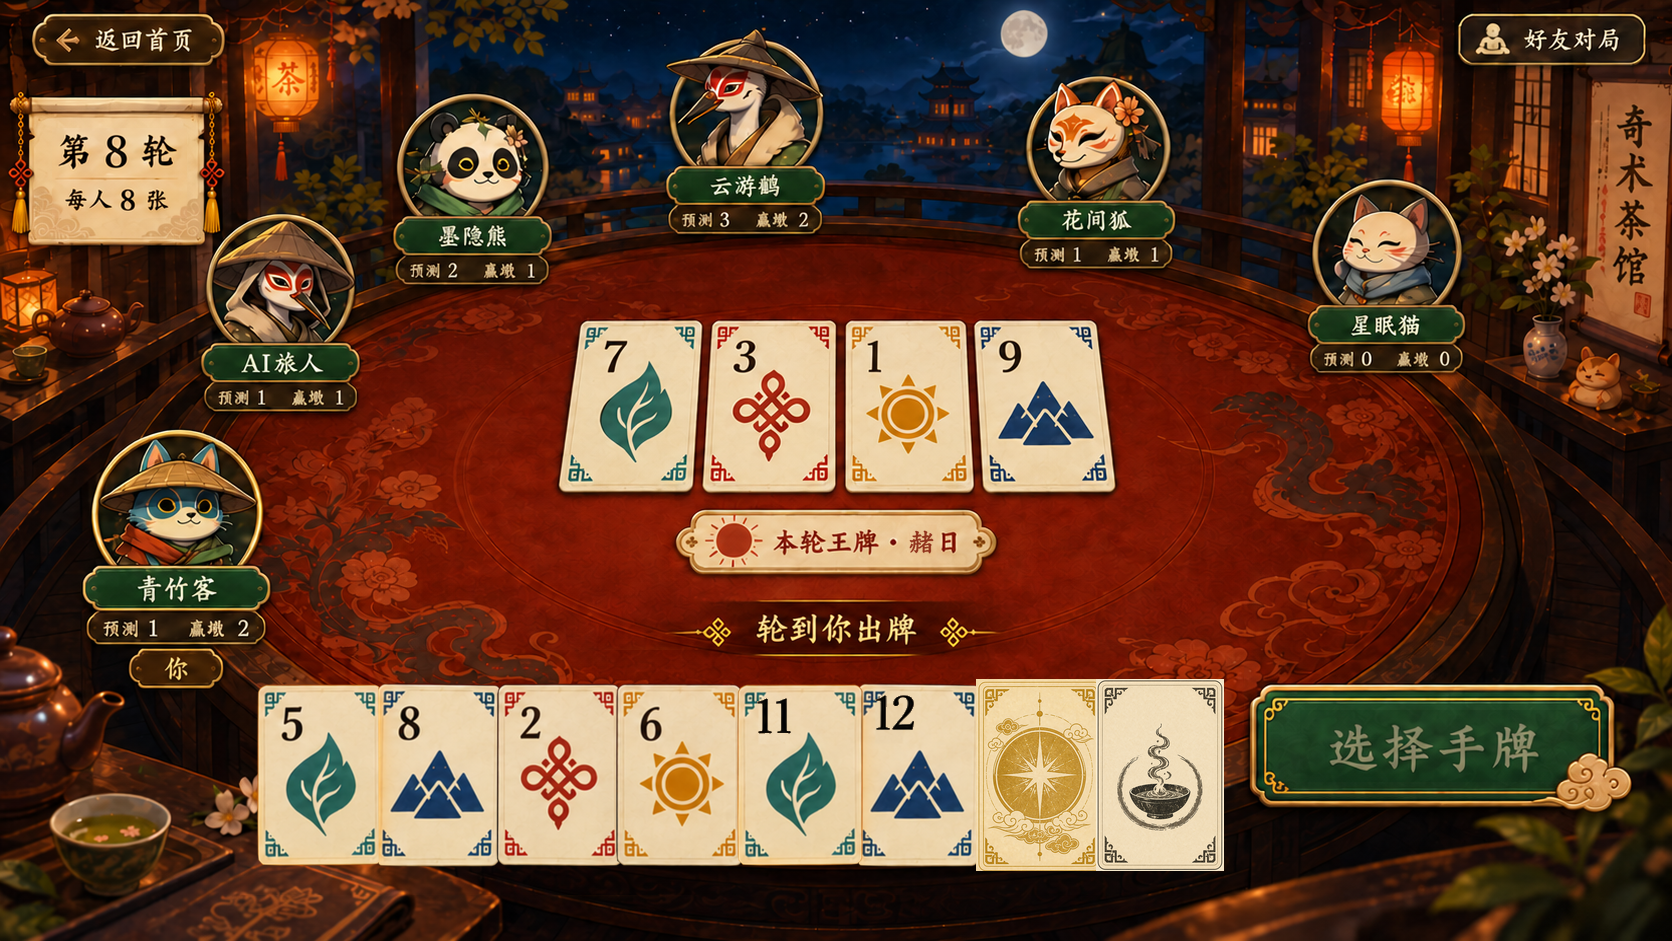 返回首页
好友对局
第 8 轮
每人 8 张
茶
奇术茶馆
云游鹤
预测 3 赢墩 2
墨隐熊
预测 2 赢墩 1
花间狐
预测 1 赢墩 1
星眠猫
预测 0 赢墩 0
AI旅人
预测 1 赢墩 1
青竹客
预测 1 赢墩 2
你
7
3
1
9
本轮王牌·赭日
轮到你出牌
5
8
2
6
11
12
选择手牌